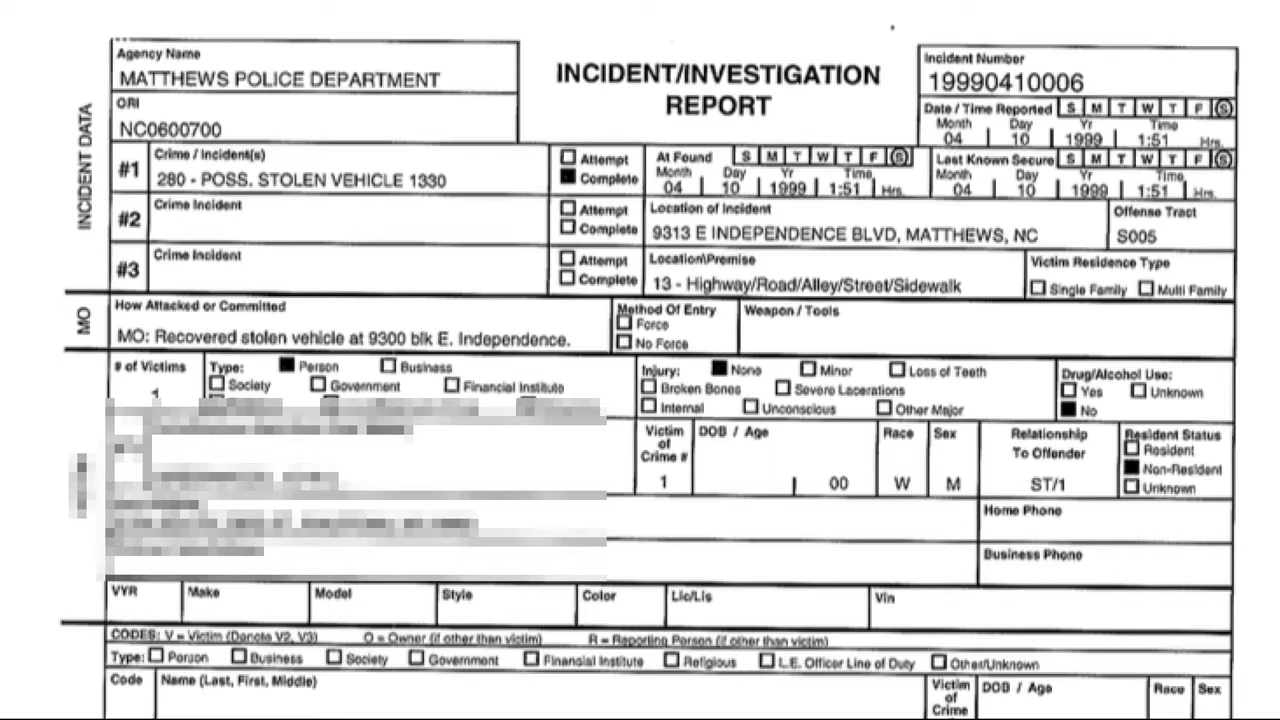 Agency Name
MATTHEWS POLICE DEPARTMENT
ORI
NC0600700
INCIDENT/INVESTIGATION
REPORT
Incident Number
19990410006
Date / Time Reported S M T W T F S
Month Day Yr Time
04 10 1999 1:51 Hrs.
INCIDENT DATA
#1
Crime / Incident(s)
280 - POSS. STOLEN VEHICLE 1330
Attempt
Complete
At Found S M T W T F S
Month Day Yr Time
04 10 1999 1:51 Hrs.
Last Known Secure S M T W T F S
Month Day Yr Time
04 10 1999 1:51 Hrs.
#2
Crime Incident
Attempt
Complete
Location of Incident
9313 E INDEPENDENCE BLVD, MATTHEWS, NC
Offense Tract
S005
#3
Crime Incident
Attempt
Complete
Location\Premise
13 - Highway/Road/Alley/Street/Sidewalk
Victim Residence Type
Single Family Multi Family
MO
How Attacked or Committed
MO: Recovered stolen vehicle at 9300 blk E. Independence.
Method Of Entry
Force
No Force
Weapon / Tools
# of Victims
1
Type: Person Business
Society Government Financial Institute
Injury: None Minor Loss of Teeth
Broken Bones Severe Lacerations
Internal Unconscious Other Major
Drug/Alcohol Use:
Yes Unknown
No
Victim of Crime #
1
DOB / Age
00
Race
W
Sex
M
Relationship To Offender
ST/1
Resident Status
Resident
Non-Resident
Unknown
Home Phone
Business Phone
VYR Make Model Style Color Lic/Lis Vin
CODES: V = Victim (Denote V2, V3) O = Owner (if other than victim) R = Reporting Person (if other than victim)
Type: Person Business Society Government Financial Institute Religious L.E. Officer Line of Duty Other/Unknown
Code Name (Last, First, Middle) Victim of Crime DOB / Age Race Sex